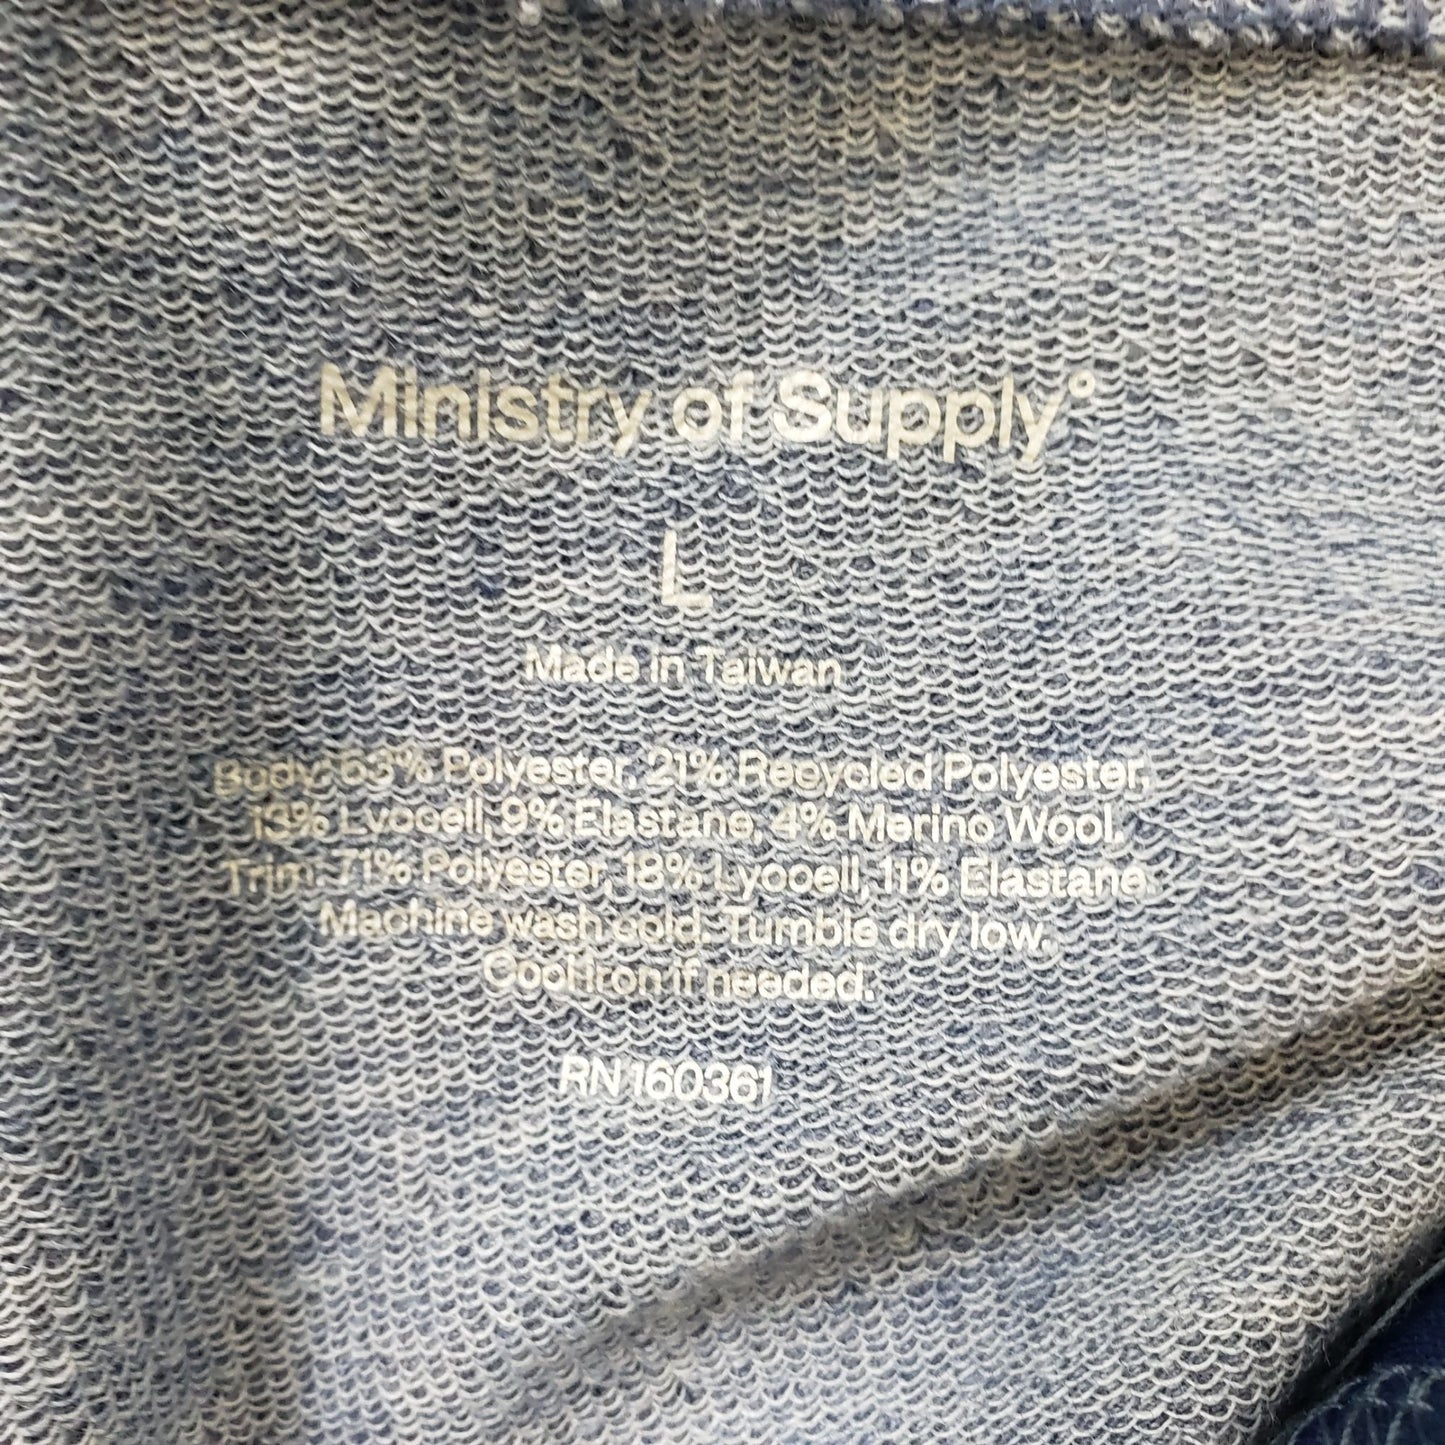 Ministry of Supply°
L
Made in Taiwan
Body: 53% Polyester, 21% Recycled Polyester,
13% Lyocell, 9% Elastane, 4% Merino Wool.
Trim: 71% Polyester, 18% Lyocell, 11% Elastane.
Machine wash cold. Tumble dry low.
Cool Iron if needed.
RN 160361